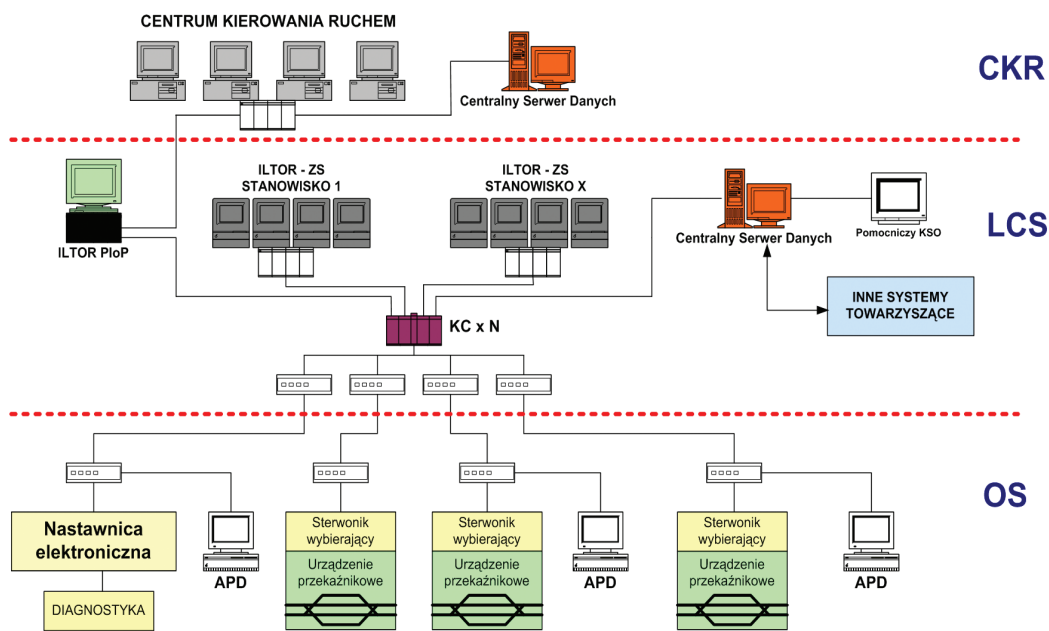 CENTRUM KIEROWANIA RUCHEM
CKR
Centralny Serwer Danych
ILTOR - ZS
STANOWISKO 1
ILTOR - ZS
STANOWISKO X
LCS
ILTOR PIoP
Centralny Serwer Danych
Pomocniczy KSO
INNE SYSTEMY
TOWARZYSZĄCE
KC x N
OS
Nastawnica
elektroniczna
DIAGNOSTYKA
APD
Sterwonik
wybierający
Urządzenie
przekaźnikowe
Sterwonik
wybierający
Urządzenie
przekaźnikowe
APD
Sterwonik
wybierający
Urządzenie
przekaźnikowe
APD